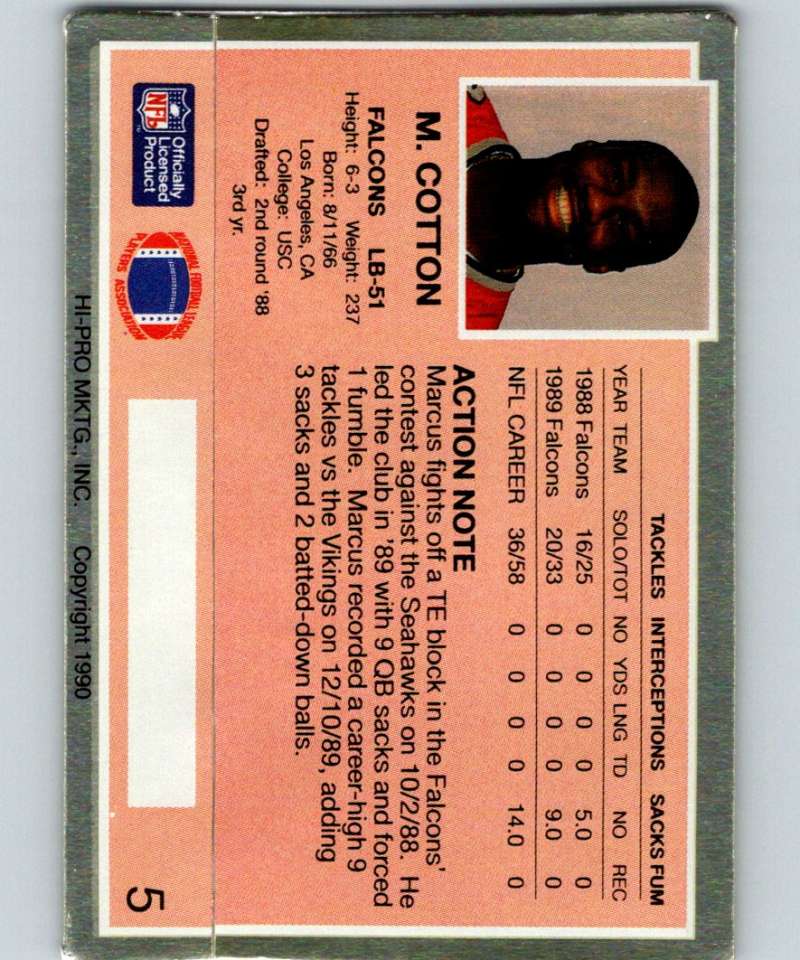 M. COTTON
FALCONS LB-51
Height: 6-3 Weight: 237
Born: 8/11/66
Los Angeles, CA
College: USC
Drafted: 2nd round '88
3rd yr.
TACKLES INTERCEPTIONS SACKS FUM
YEAR TEAM SOLO/TOT NO YDS LNG TD NO REC
1988 Falcons 16/25 0 0 0 0 5.0 0
1989 Falcons 20/33 0 0 0 0 9.0 0
NFL CAREER 36/58 0 0 0 0 14.0 0
ACTION NOTE
Marcus fights off a TE block in the Falcons'
contest against the Seahawks on 10/2/88. He
led the club in '89 with 9 QB sacks and forced
1 fumble. Marcus recorded a career-high 9
tackles vs the Vikings on 12/10/89, adding
3 sacks and 2 batted-down balls.
NFL
TM
Officially
Licensed
Product
NATIONAL FOOTBALL LEAGUE
PLAYERS ASSOCIATION
5
HI-PRO MKTG., INC. Copyright 1990